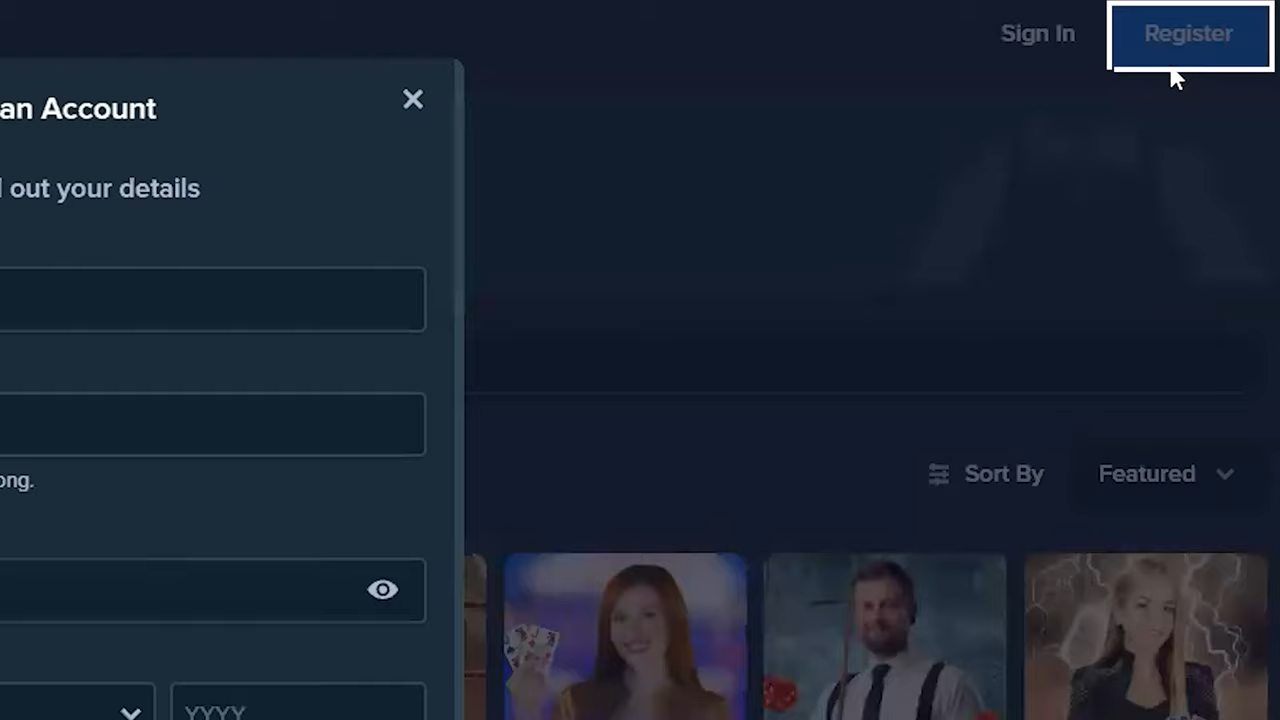 Sign In
Register
an Account
out your details
ong.
Sort By
Featured
YYYY